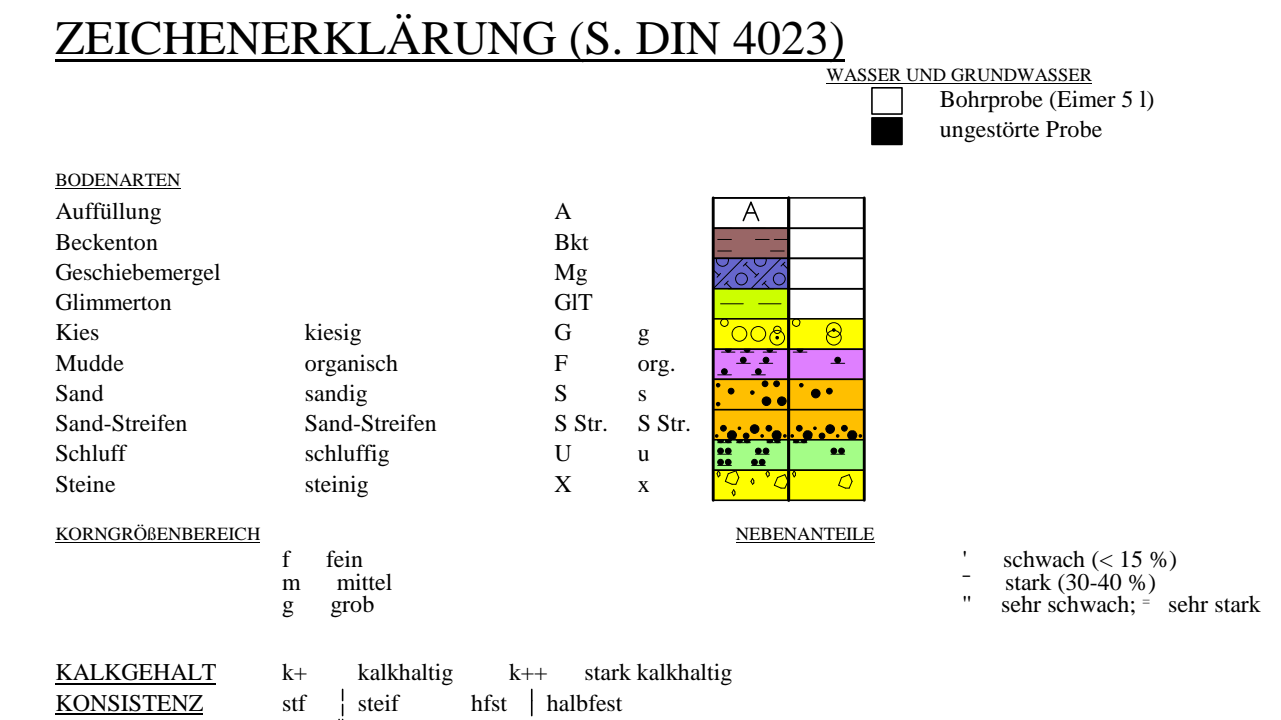 ZEICHENERKLÄRUNG (S. DIN 4023)
WASSER UND GRUNDWASSER
Bohrprobe (Eimer 5 l)
ungestörte Probe
BODENARTEN
Auffüllung A A
Beckenton Bkt
Geschiebemergel Mg
Glimmerton GlT
Kies kiesig G g
Mudde organisch F org.
Sand sandig S s
Sand-Streifen Sand-Streifen S Str. S Str.
Schluff schluffig U u
Steine steinig X x
KORNGRÖßENBEREICH NEBENANTEILE
f fein ' schwach (< 15 %)
m mittel ‾ stark (30-40 %)
g grob " sehr schwach; = sehr stark
KALKGEHALT k+ kalkhaltig k++ stark kalkhaltig
KONSISTENZ stf ¦ steif hfst | halbfest